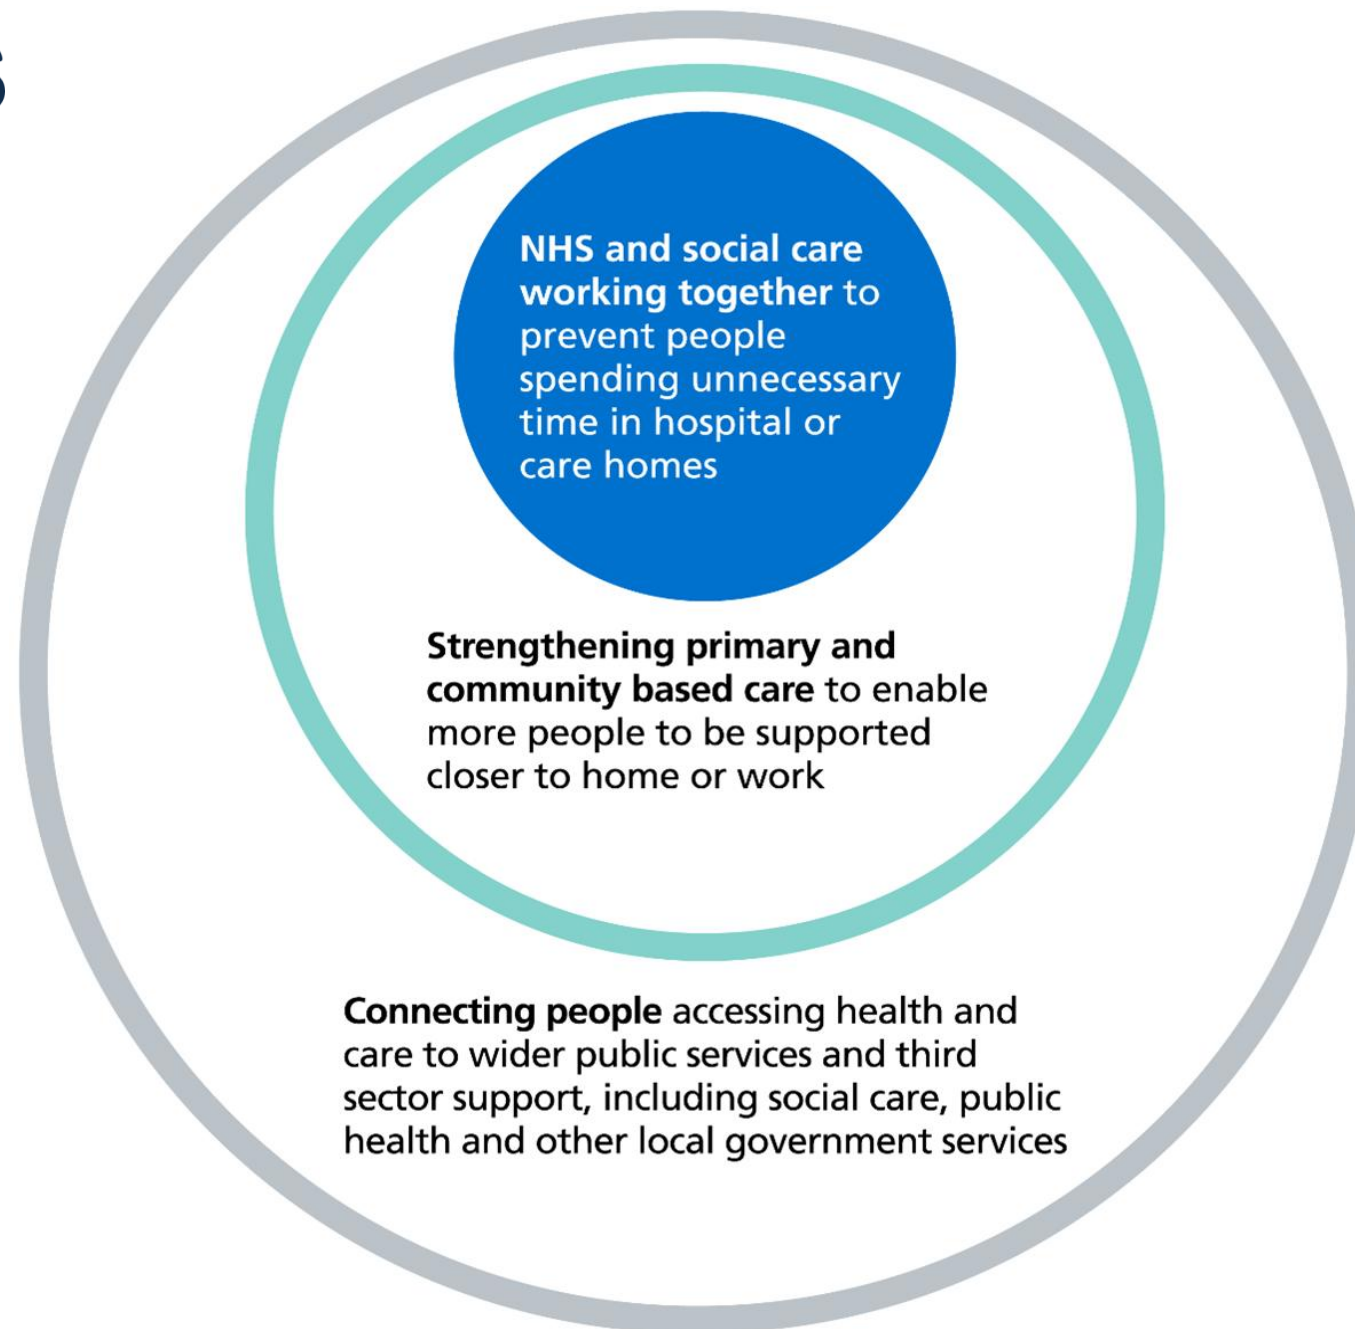 s
NHS and social care
working together to
prevent people
spending unnecessary
time in hospital or
care homes
Strengthening primary and
community based care to enable
more people to be supported
closer to home or work
Connecting people accessing health and
care to wider public services and third
sector support, including social care, public
health and other local government services